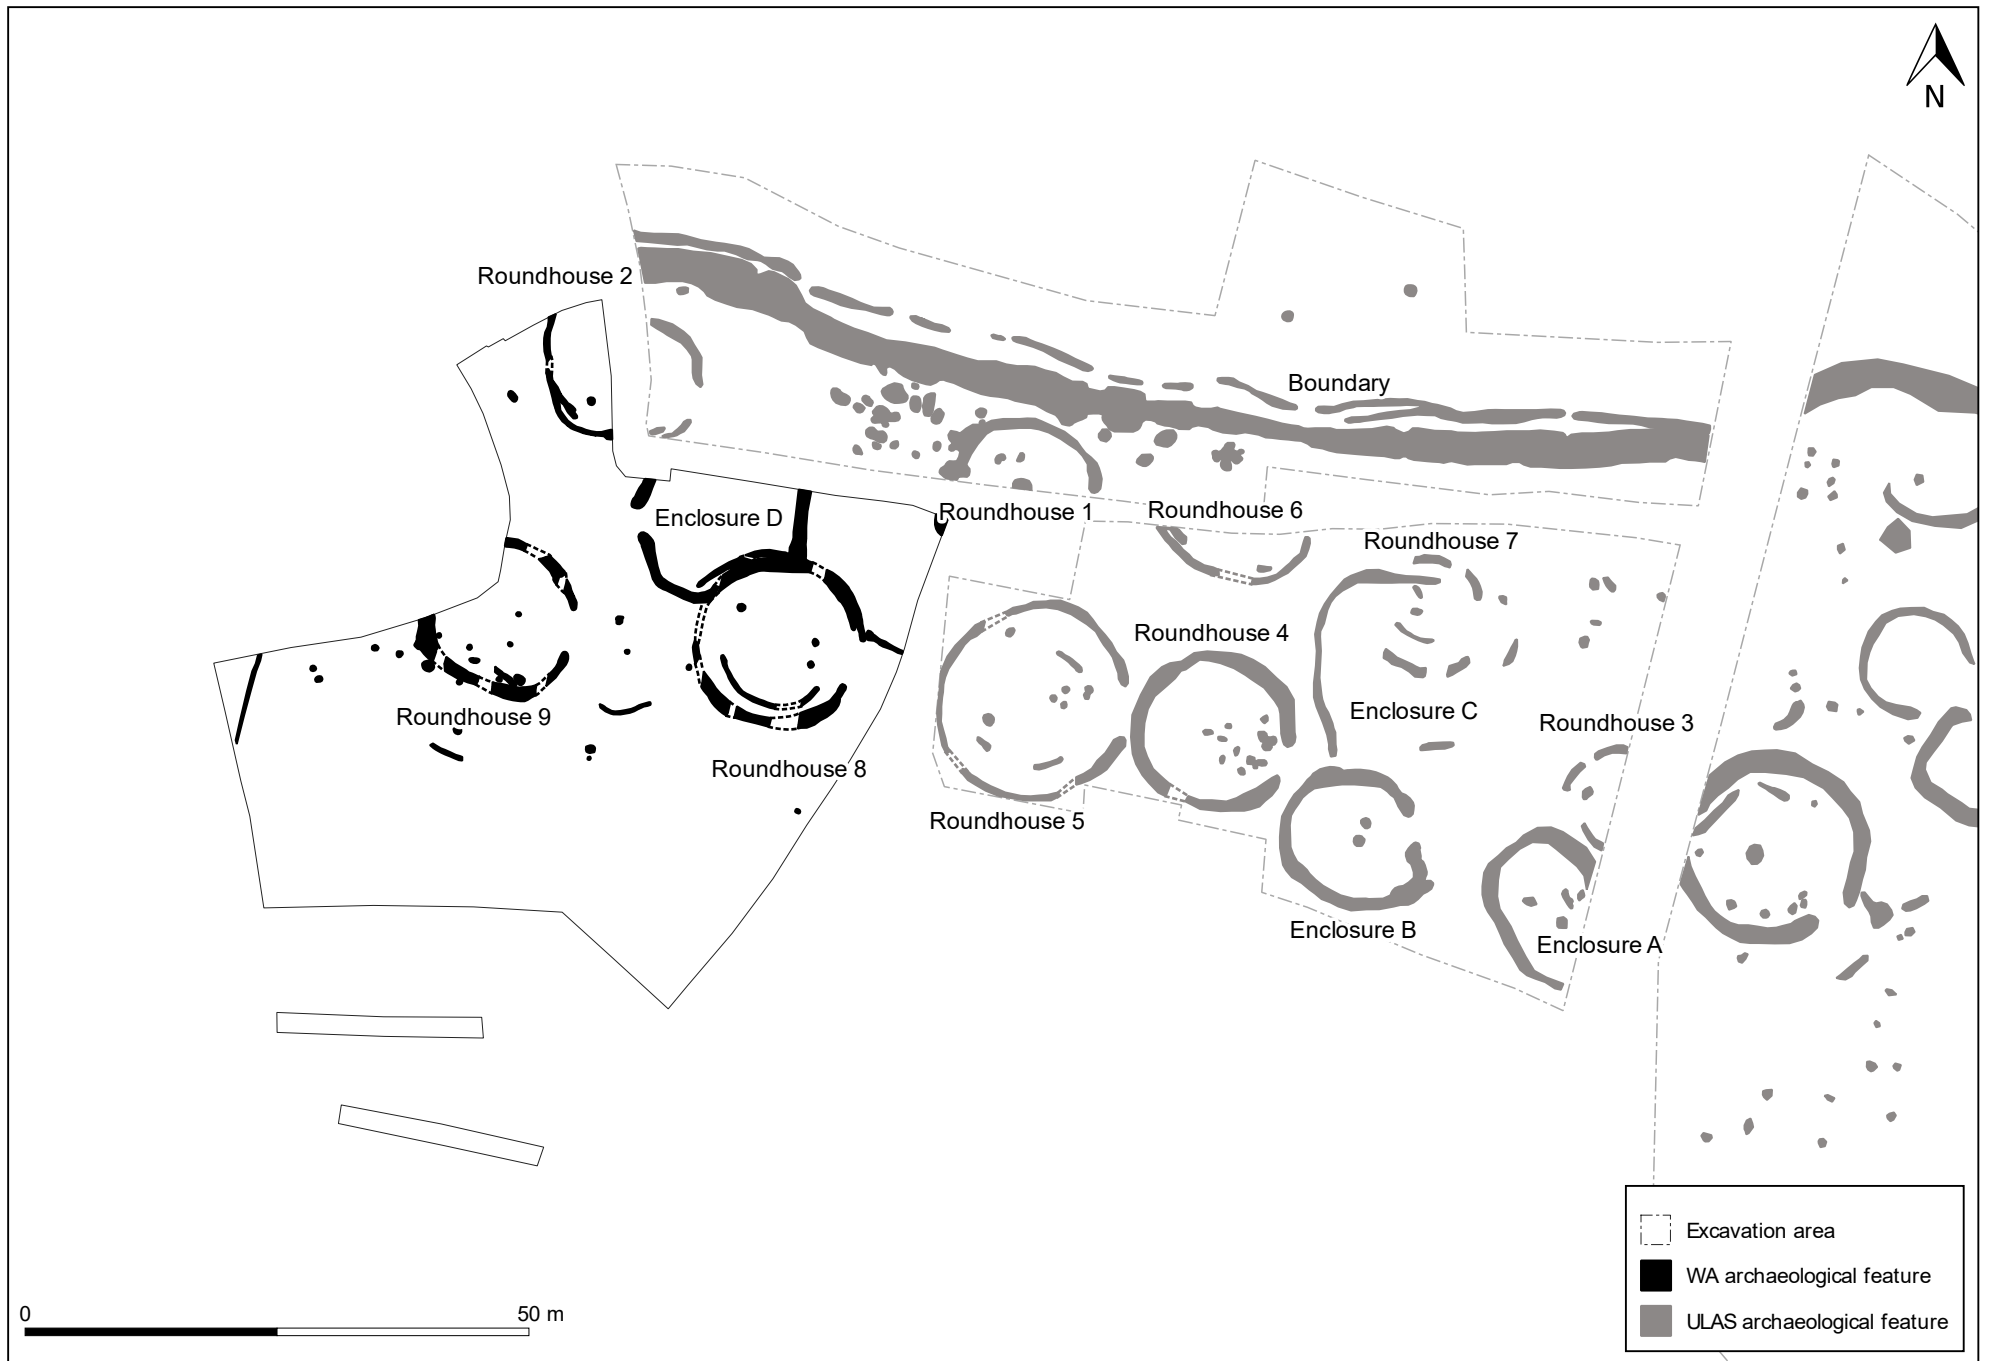 N
Roundhouse 2
Boundary
Roundhouse 1
Roundhouse 6
Enclosure D
Roundhouse 7
Roundhouse 4
Enclosure C
Roundhouse 9
Roundhouse 3
Roundhouse 8
Roundhouse 5
Enclosure B
Enclosure A
Excavation area
WA archaeological feature
ULAS archaeological feature
0
50 m